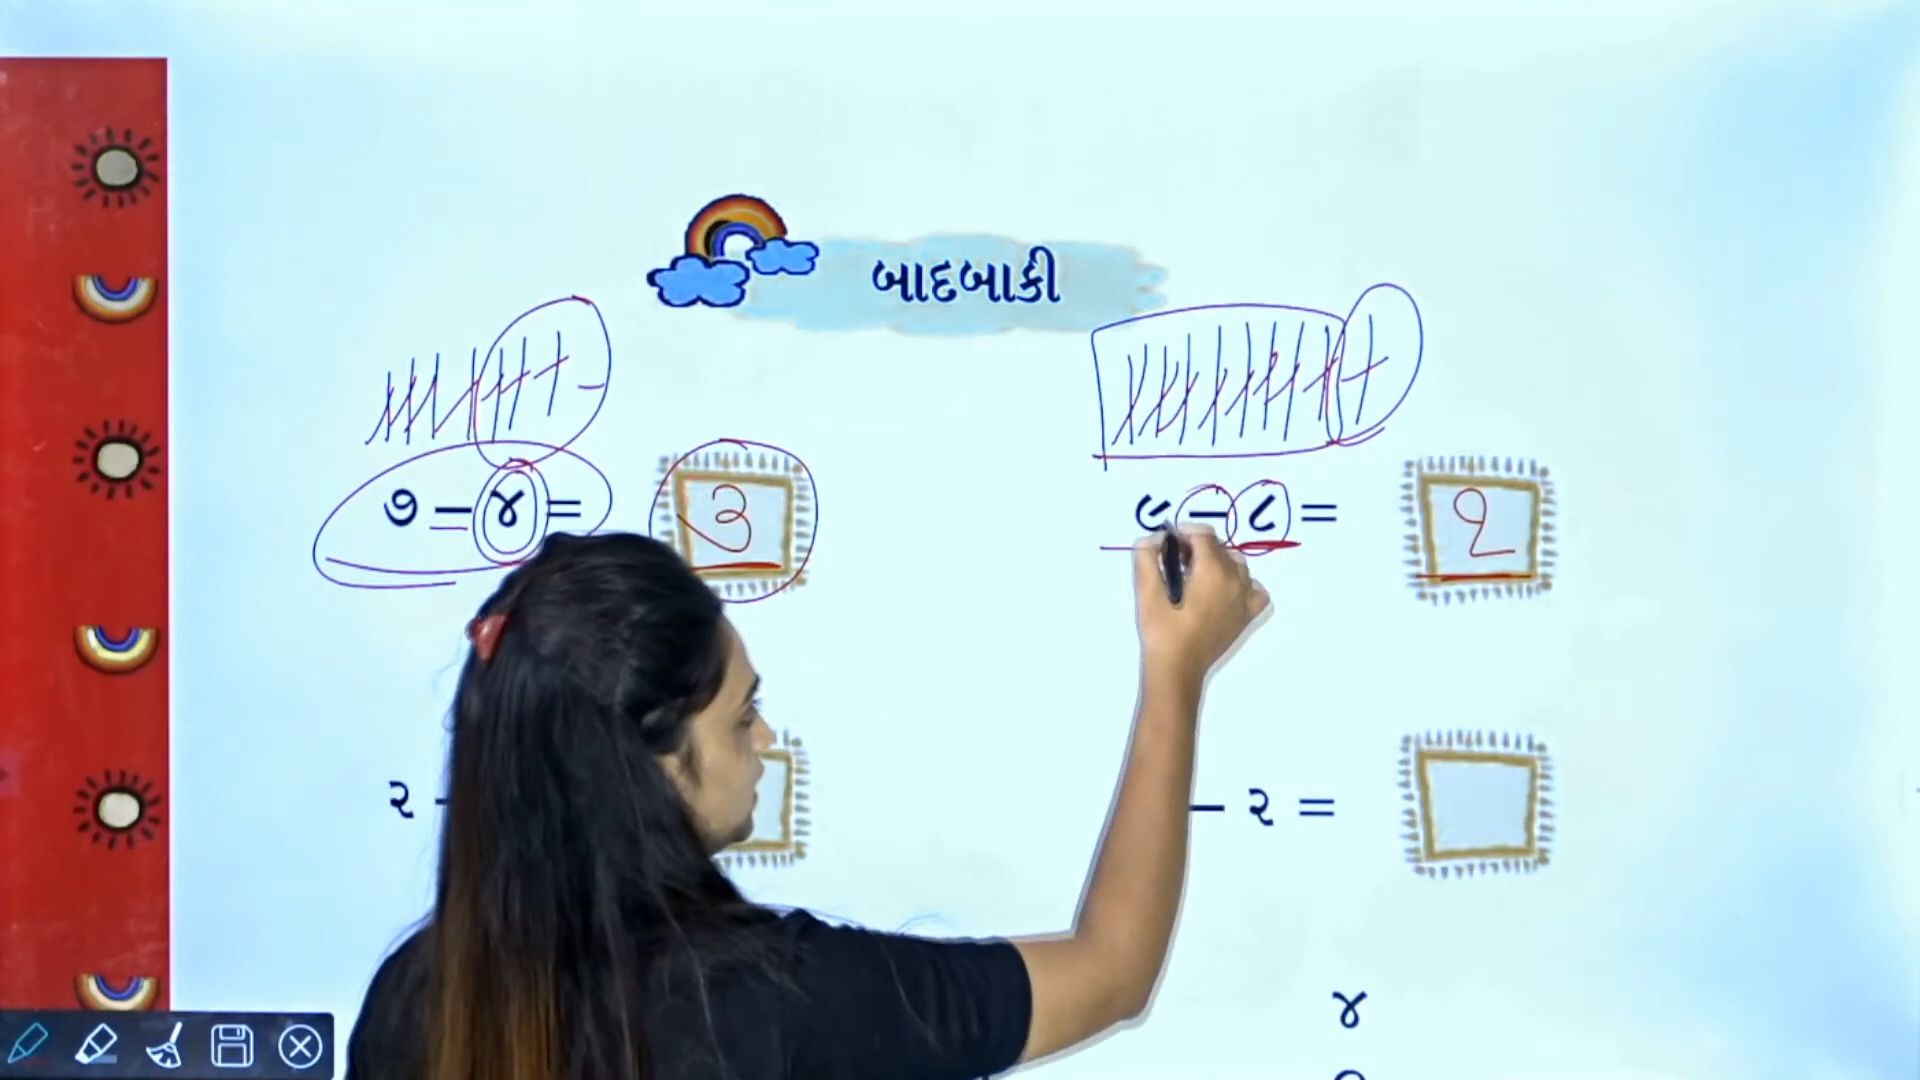 બાદબાકી
૭ – ૪ = ૩
૯ – ૮ = ૧
૨ -
– ૨ =
૪